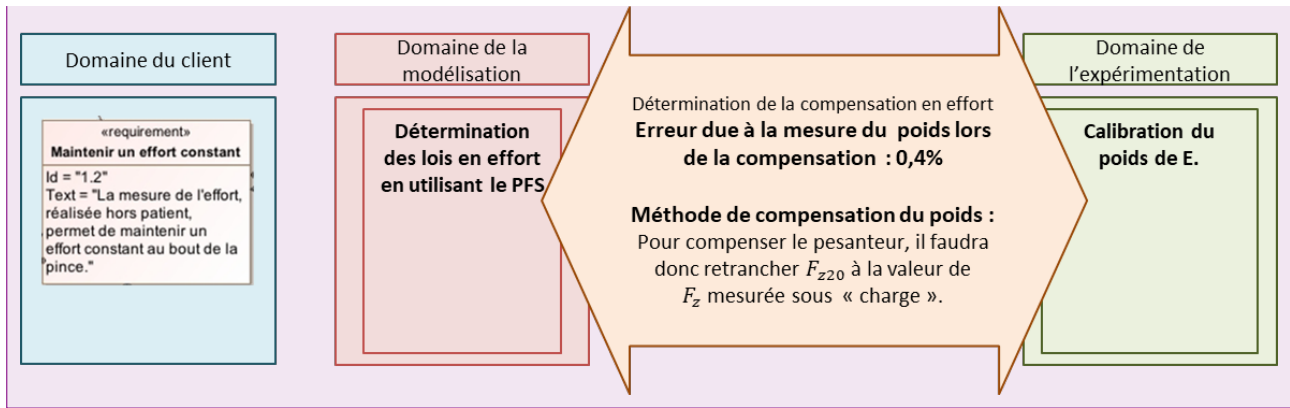 Domaine du client
«requirement»
Maintenir un effort constant
Id = "1.2"
Text = "La mesure de l'effort,
réalisée hors patient,
permet de maintenir un
effort constant au bout de la
pince."
Domaine de la
modélisation
Détermination
des lois en effort
en utilisant le PFS
Détermination de la compensation en effort
Erreur due à la mesure du poids lors
de la compensation : 0,4%
Méthode de compensation du poids :
Pour compenser le pesanteur, il faudra
donc retrancher F_{z20} à la valeur de
F_z mesurée sous « charge ».
Domaine de
l'expérimentation
Calibration du
poids de E.